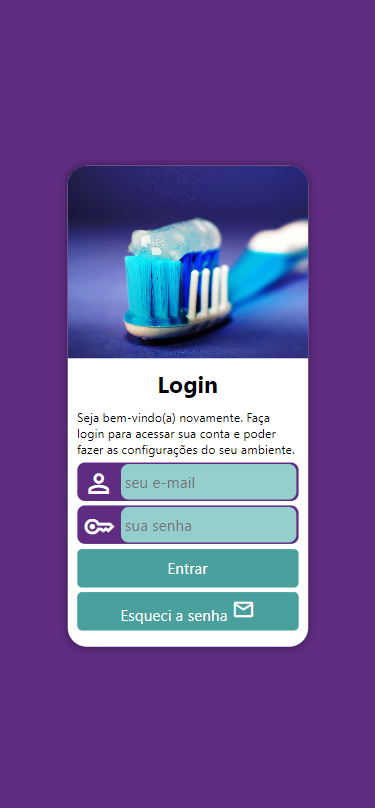 Login
Seja bem-vindo(a) novamente. Faça
login para acessar sua conta e poder
fazer as configurações do seu ambiente.
seu e-mail
sua senha
Entrar
Esqueci a senha